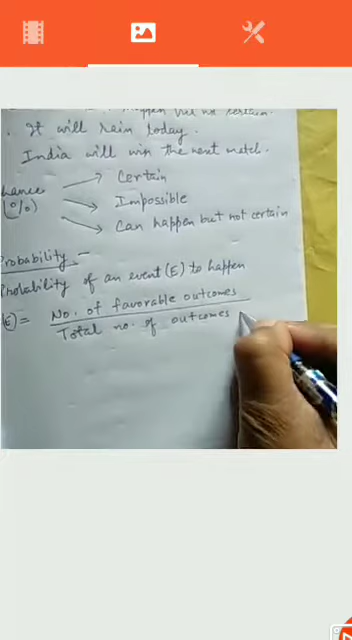 . It will rain today.
India will win the next match.
hance → Certain
(%) → Impossible
→ Can happen but not certain
Probability -
Probability of an event (E) to happen
(E) = No. of favorable outcomes
Total no. of outcomes